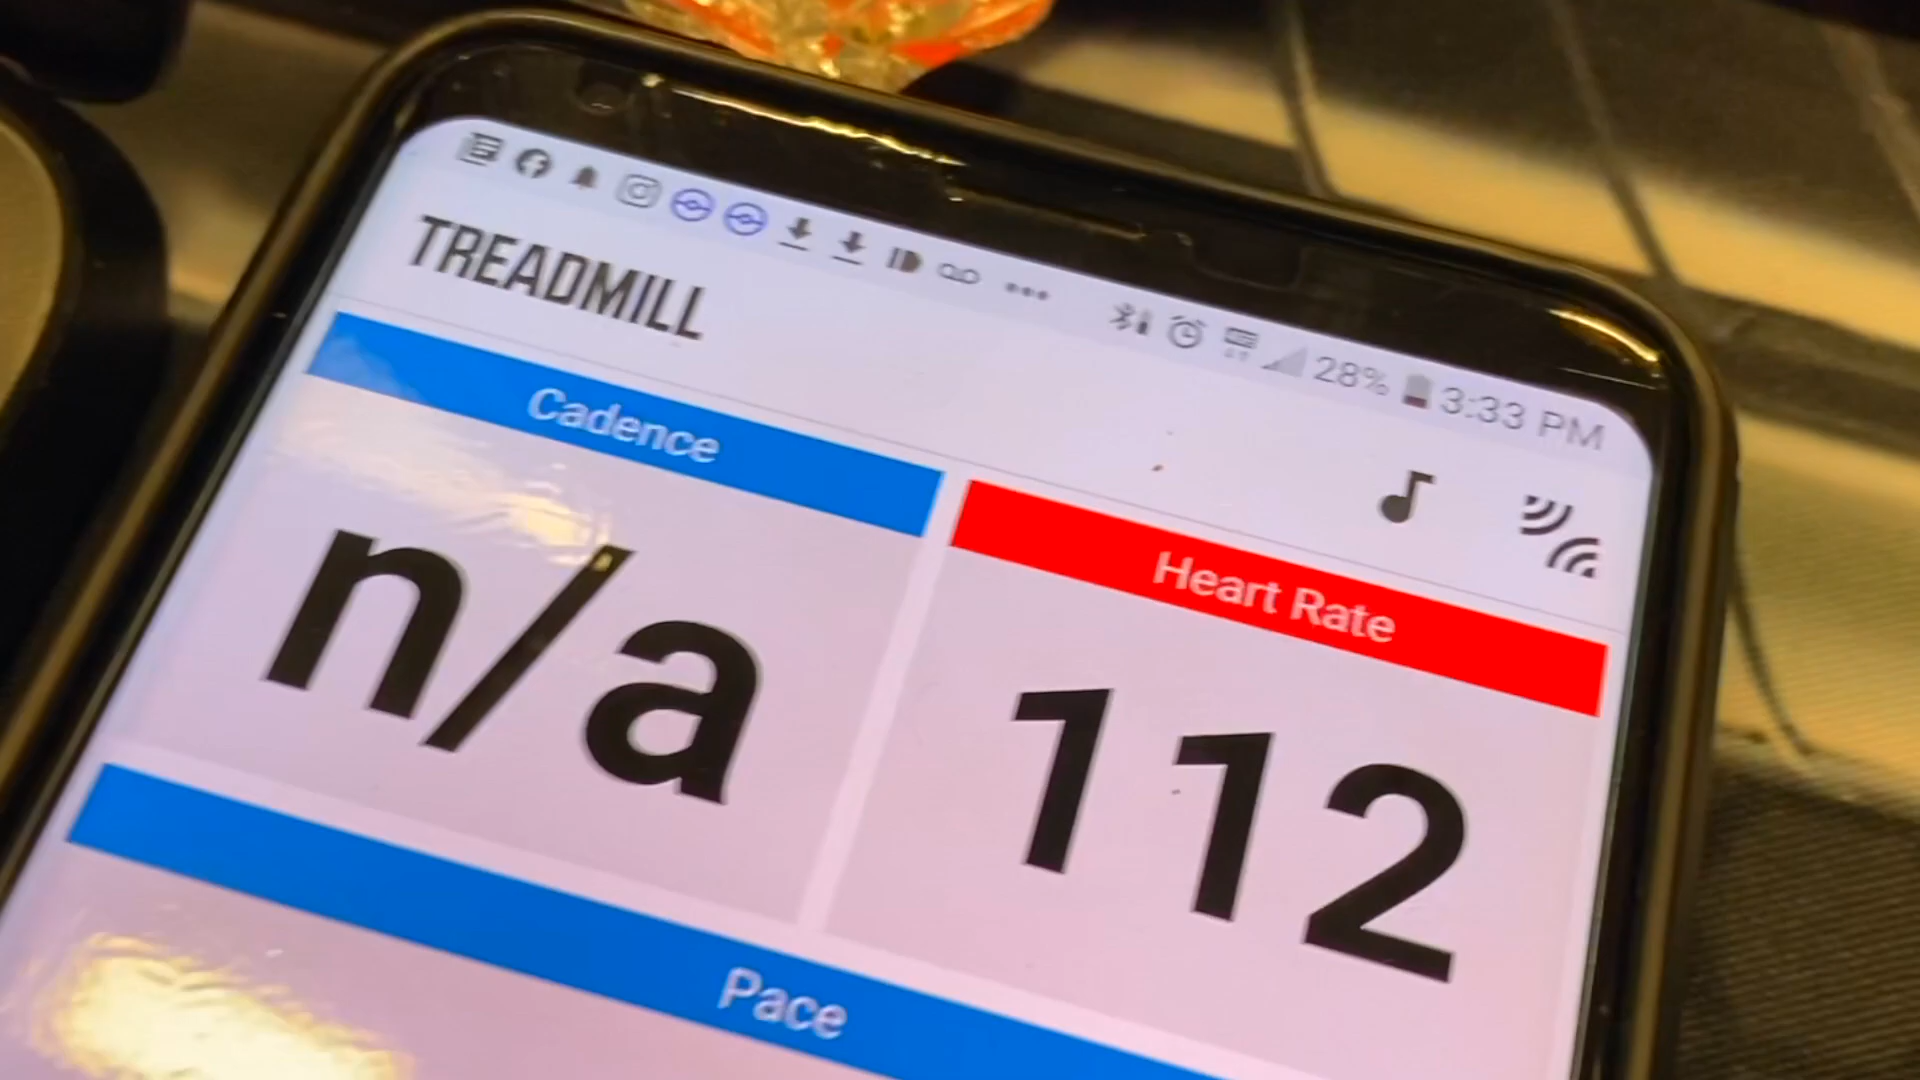 28% 3:33 PM
TREADMILL
Cadence
Heart Rate
n/a
112
Pace